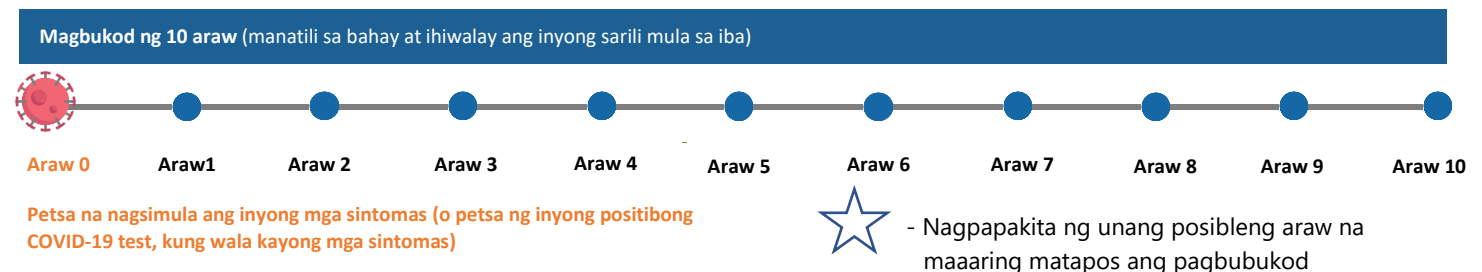 Magbukod ng 10 araw (manatili sa bahay at ihiwalay ang inyong sarili mula sa iba)
Araw 0 Araw1 Araw 2 Araw 3 Araw 4 Araw 5 Araw 6 Araw 7 Araw 8 Araw 9 Araw 10
Petsa na nagsimula ang inyong mga sintomas (o petsa ng inyong positibong
COVID-19 test, kung wala kayong mga sintomas)
- Nagpapakita ng unang posibleng araw na
maaaring matapos ang pagbubukod